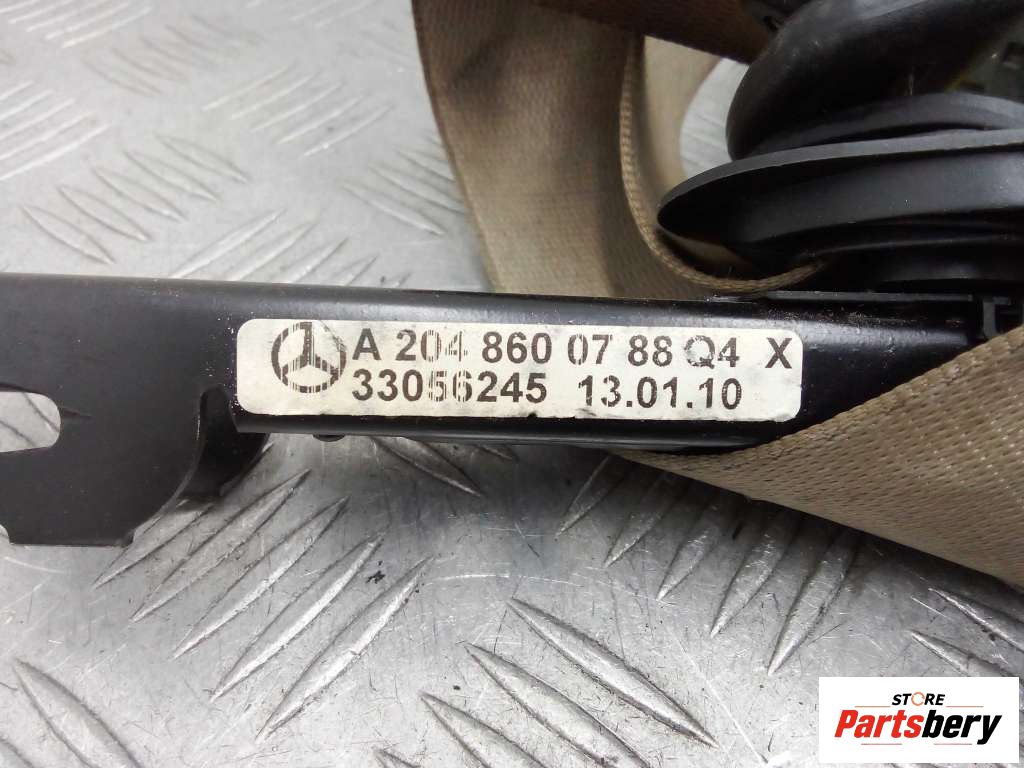 A 204 860 07 88 Q4 X
33056245 13.01.10
STORE
Partsbery